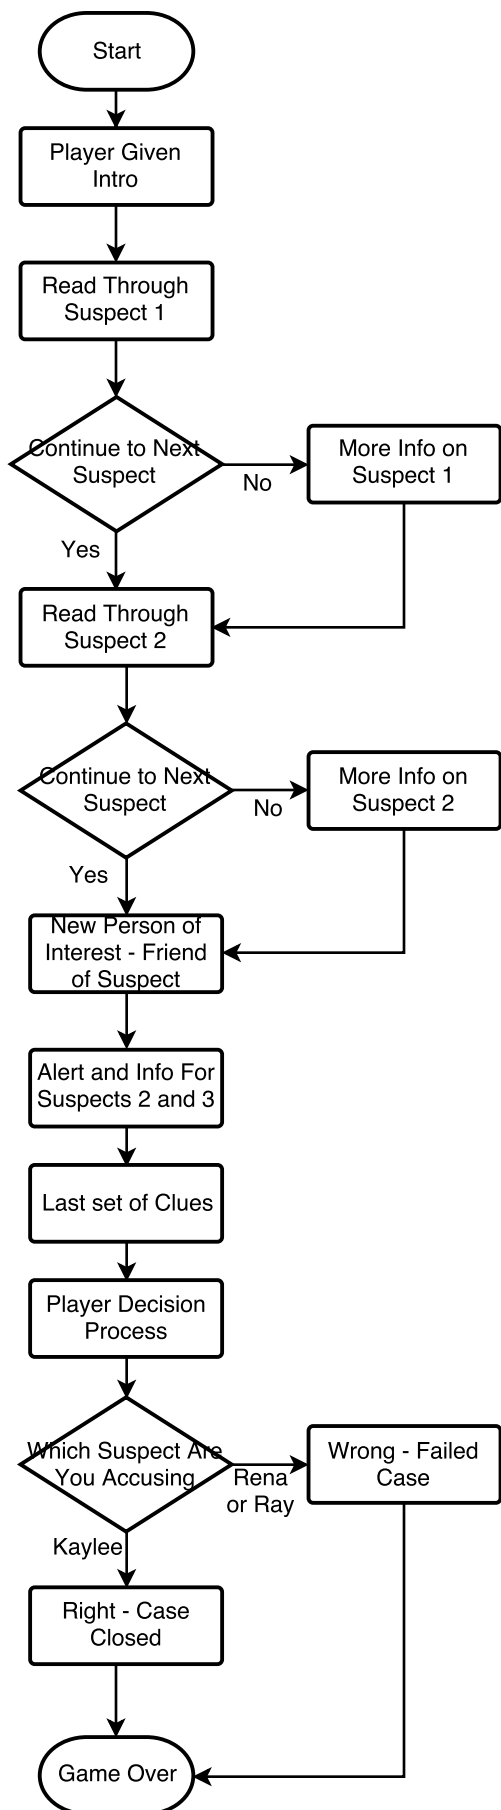 Start
Player Given
Intro
Read Through
Suspect 1
Continue to Next
Suspect
No
More Info on
Suspect 1
Yes
Read Through
Suspect 2
Continue to Next
Suspect
No
More Info on
Suspect 2
Yes
New Person of
Interest - Friend
of Suspect
Alert and Info For
Suspects 2 and 3
Last set of Clues
Player Decision
Process
Which Suspect Are
You Accusing
Rena
or Ray
Wrong - Failed
Case
Kaylee
Right - Case
Closed
Game Over